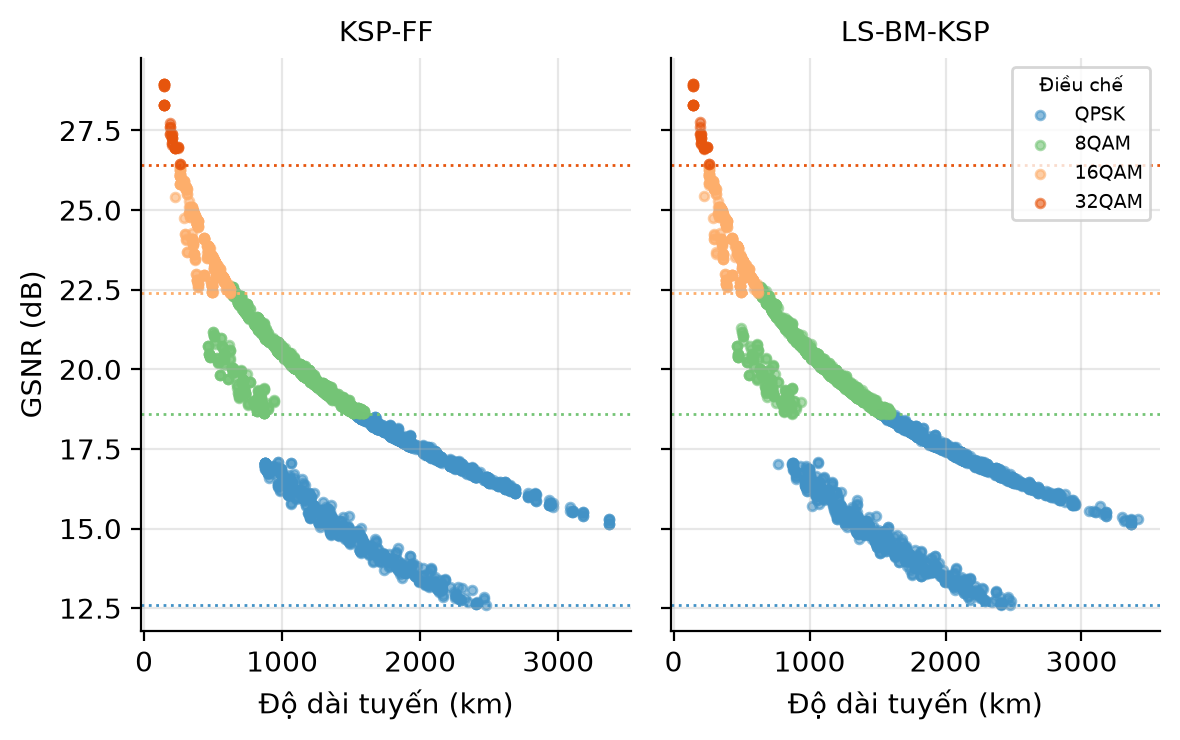 KSP-FF
LS-BM-KSP
Điều chế
QPSK
8QAM
16QAM
32QAM
GSNR (dB)
27.5
25.0
22.5
20.0
17.5
15.0
12.5
0 1000 2000 3000
0 1000 2000 3000
Độ dài tuyến (km)
Độ dài tuyến (km)